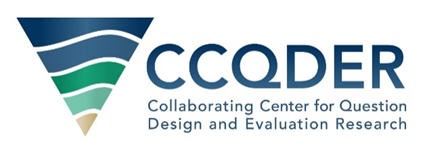 CCQDER
Collaborating Center for Question
Design and Evaluation Research